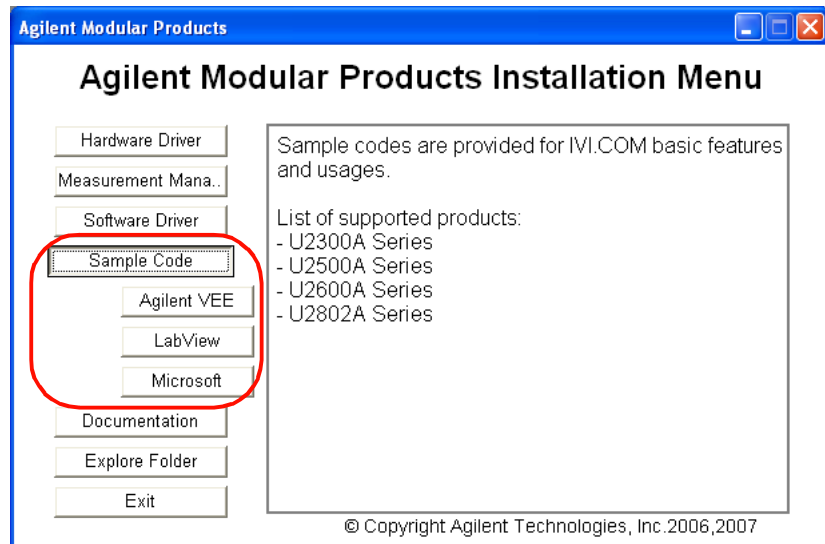 Agilent Modular Products
Agilent Modular Products Installation Menu
Hardware Driver
Measurement Mana..
Software Driver
Sample Code
Agilent VEE
LabView
Microsoft
Documentation
Explore Folder
Exit
Sample codes are provided for IVI.COM basic features
and usages.
List of supported products:
- U2300A Series
- U2500A Series
- U2600A Series
- U2802A Series
© Copyright Agilent Technologies, Inc.2006,2007